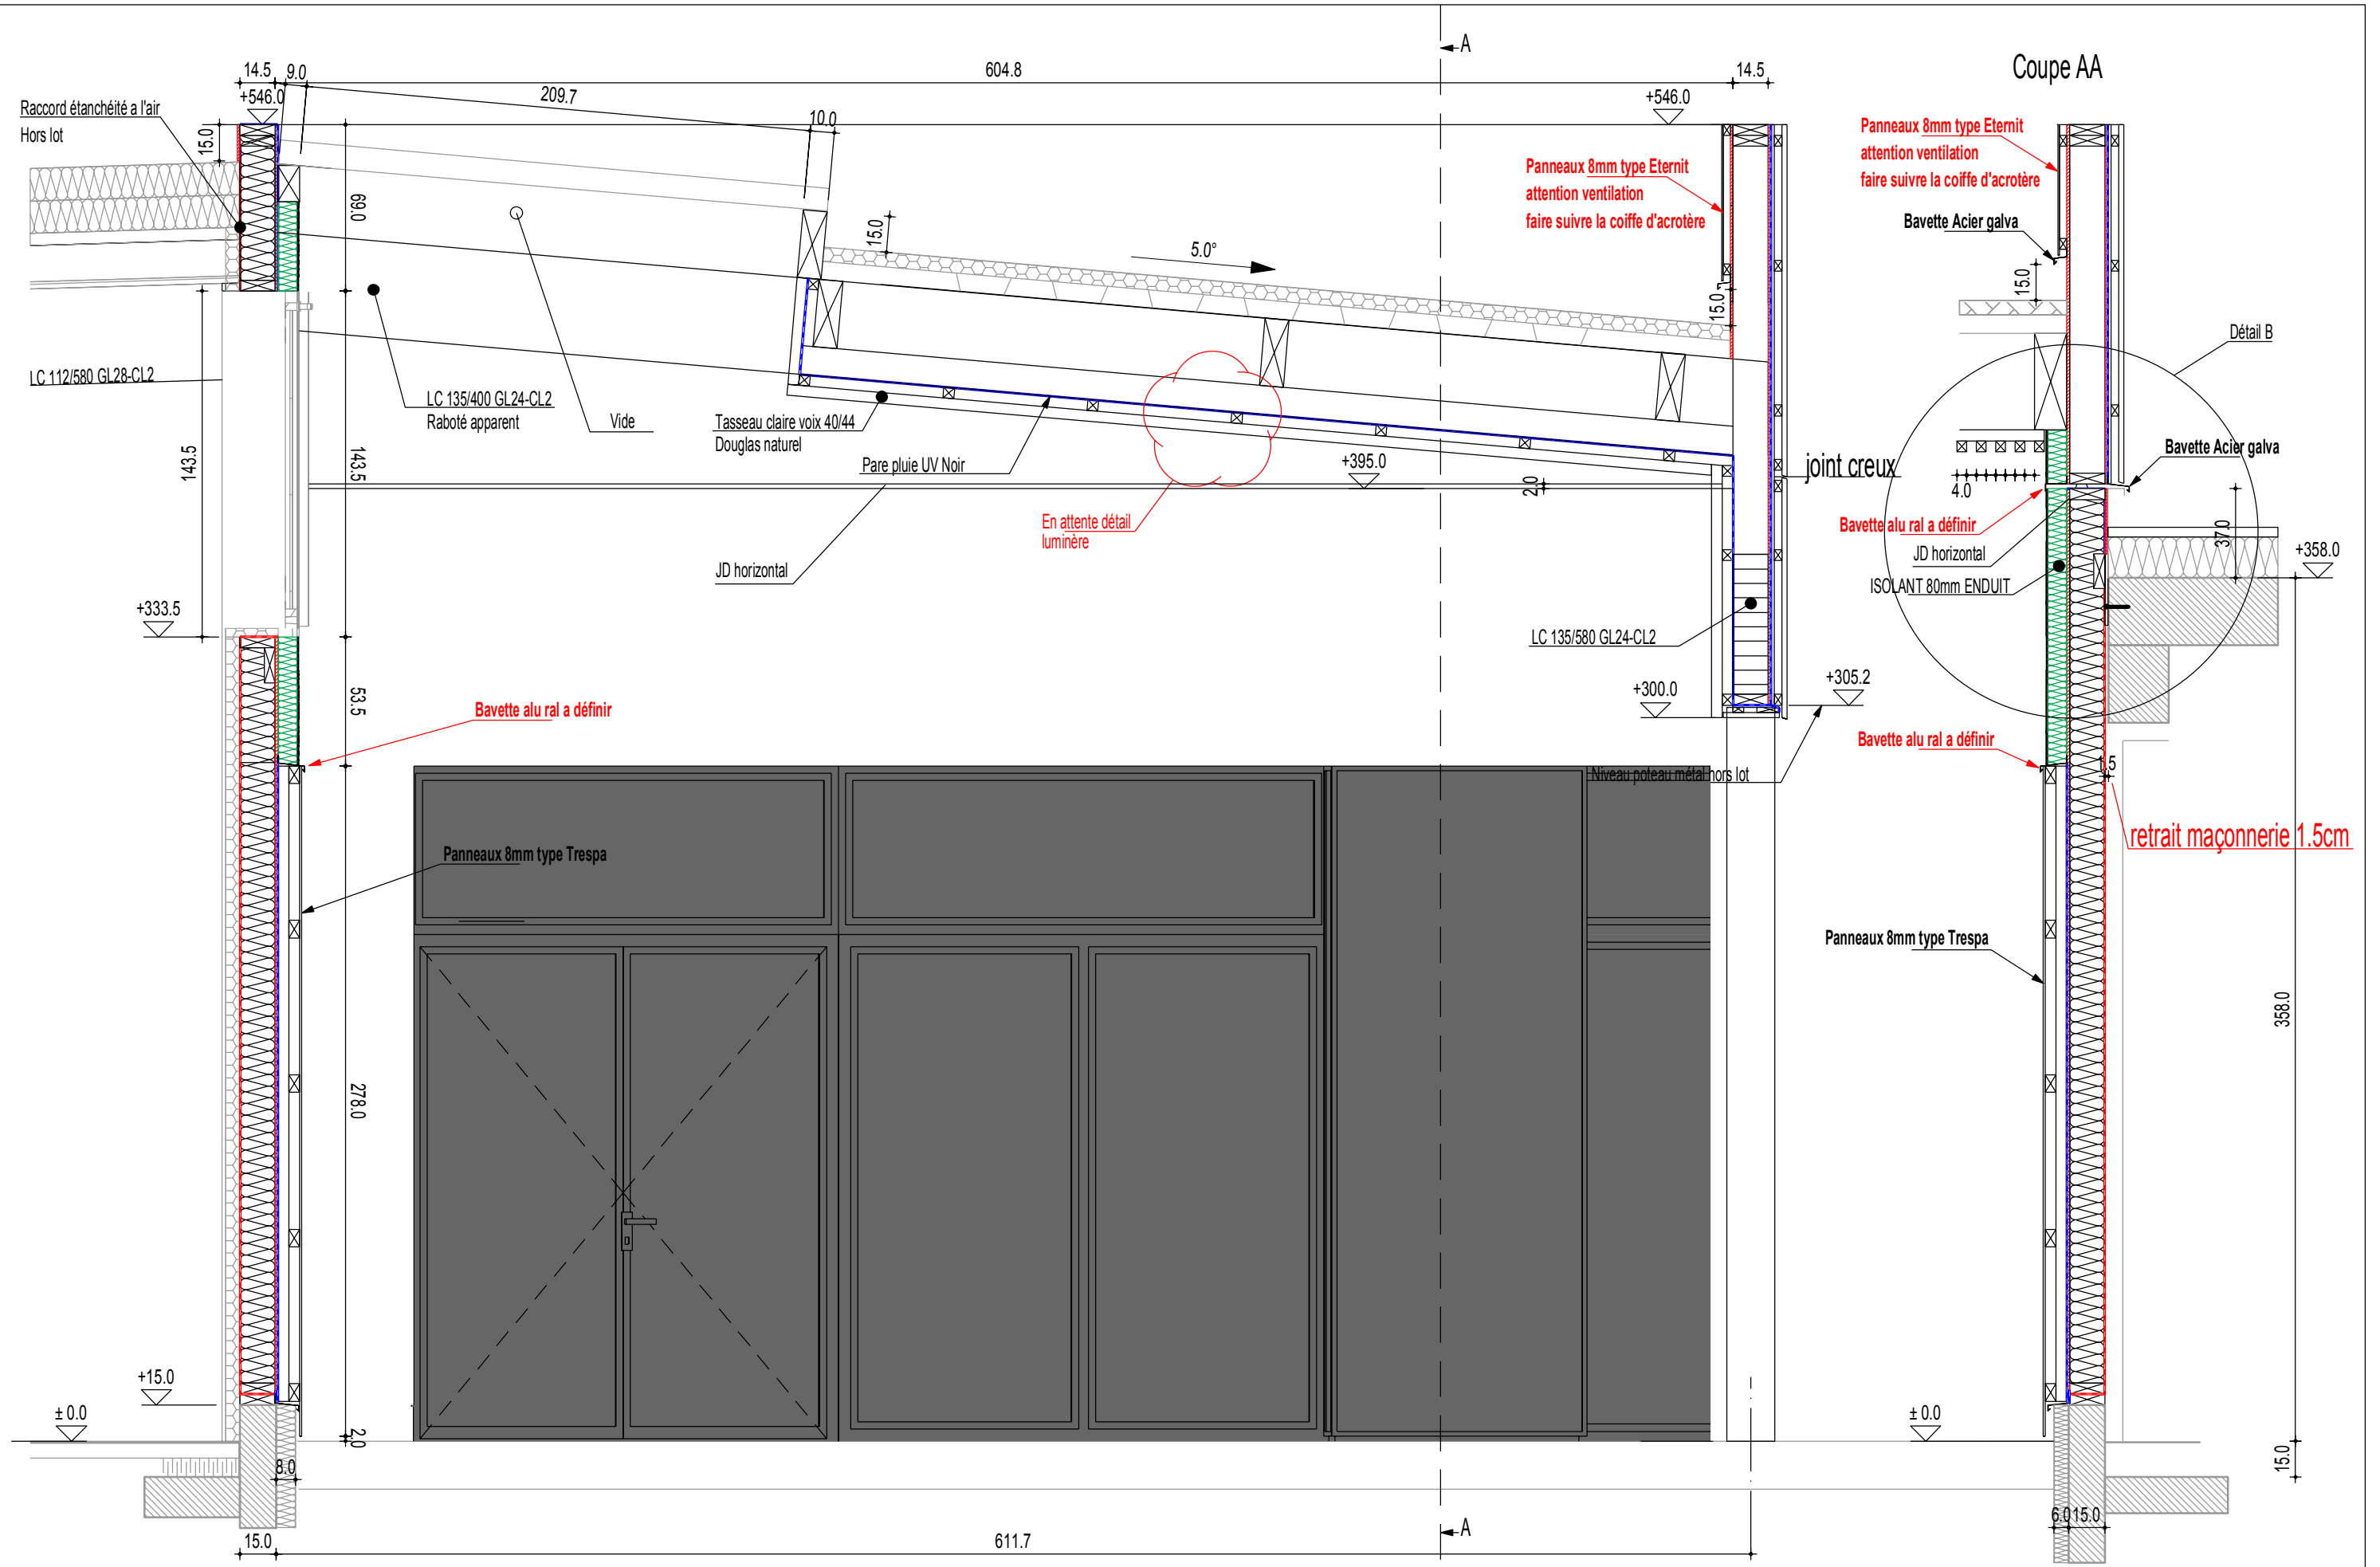 A
Coupe AA
14.5
9.0
604.8
14.5
+546.0
209.7
+546.0
Raccord étanchéité a l'air
Hors lot
15.0
10.0
Panneaux 8mm type Eternit
attention ventilation
faire suivre la coiffe d'acrotère
Panneaux 8mm type Eternit
attention ventilation
faire suivre la coiffe d'acrotère
69.0
15.0
5.0°
Bavette Acier galva
15.0
15.0
Détail B
LC 112/580 GL28-CL2
LC 135/400 GL24-CL2
Raboté apparent
Vide
Tasseau claire voix 40/44
Douglas naturel
Pare pluie UV Noir
143.5
143.5
+395.0
2.0
joint creux
Bavette Acier galva
4.0
En attente détail
luminère
Bavette alu ral a définir
37.0
JD horizontal
JD horizontal
ISOLANT 80mm ENDUIT
+358.0
+333.5
LC 135/580 GL24-CL2
53.5
+300.0
+305.2
Bavette alu ral a définir
Bavette alu ral a définir
1.5
Niveau poteau métal hors lot
retrait maçonnerie 1.5cm
Panneaux 8mm type Trespa
Panneaux 8mm type Trespa
358.0
278.0
+15.0
± 0.0
± 0.0
2.0
8.0
15.0
6.0
15.0
A
15.0
611.7